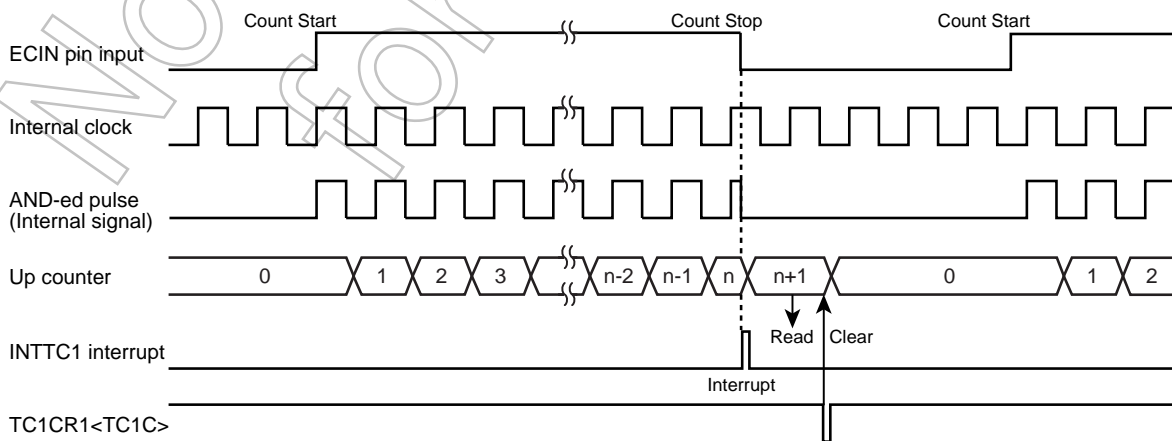 Count Start Count Stop Count Start
ECIN pin input
Internal clock
AND-ed pulse
(Internal signal)
Up counter 0 1 2 3 n-2 n-1 n n+1 0 1 2
Read Clear
INTTC1 interrupt
Interrupt
TC1CR1<TC1C>